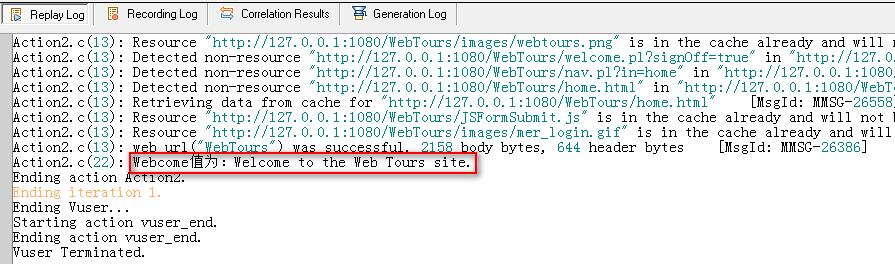 Replay Log Recording Log Correlation Results Generation Log
Action2.c(13): Resource "http://127.0.0.1:1080/WebTours/images/webtours.png" is in the cache already and will n
Action2.c(13): Detected non-resource "http://127.0.0.1:1080/WebTours/welcome.pl?signOff=true" in "http://127.0
Action2.c(13): Detected non-resource "http://127.0.0.1:1080/WebTours/nav.pl?in=home" in "http://127.0.0.1:1080
Action2.c(13): Detected non-resource "http://127.0.0.1:1080/WebTours/home.html" in "http://127.0.0.1:1080/WebT
Action2.c(13): Retrieving data from cache for "http://127.0.0.1:1080/WebTours/home.html" [MsgId: MMSG-26558]
Action2.c(13): Resource "http://127.0.0.1:1080/WebTours/JSFormSubmit.js" is in the cache already and will not b
Action2.c(13): Resource "http://127.0.0.1:1080/WebTours/images/mer_login.gif" is in the cache already and will
Action2.c(13): web_url("WebTours") was successful, 2158 body bytes, 644 header bytes [MsgId: MMSG-26386]
Action2.c(22): Webcome值为：Welcome to the Web Tours site.
Ending action Action2.
Ending iteration 1.
Ending Vuser...
Starting action vuser_end.
Ending action vuser_end.
Vuser Terminated.